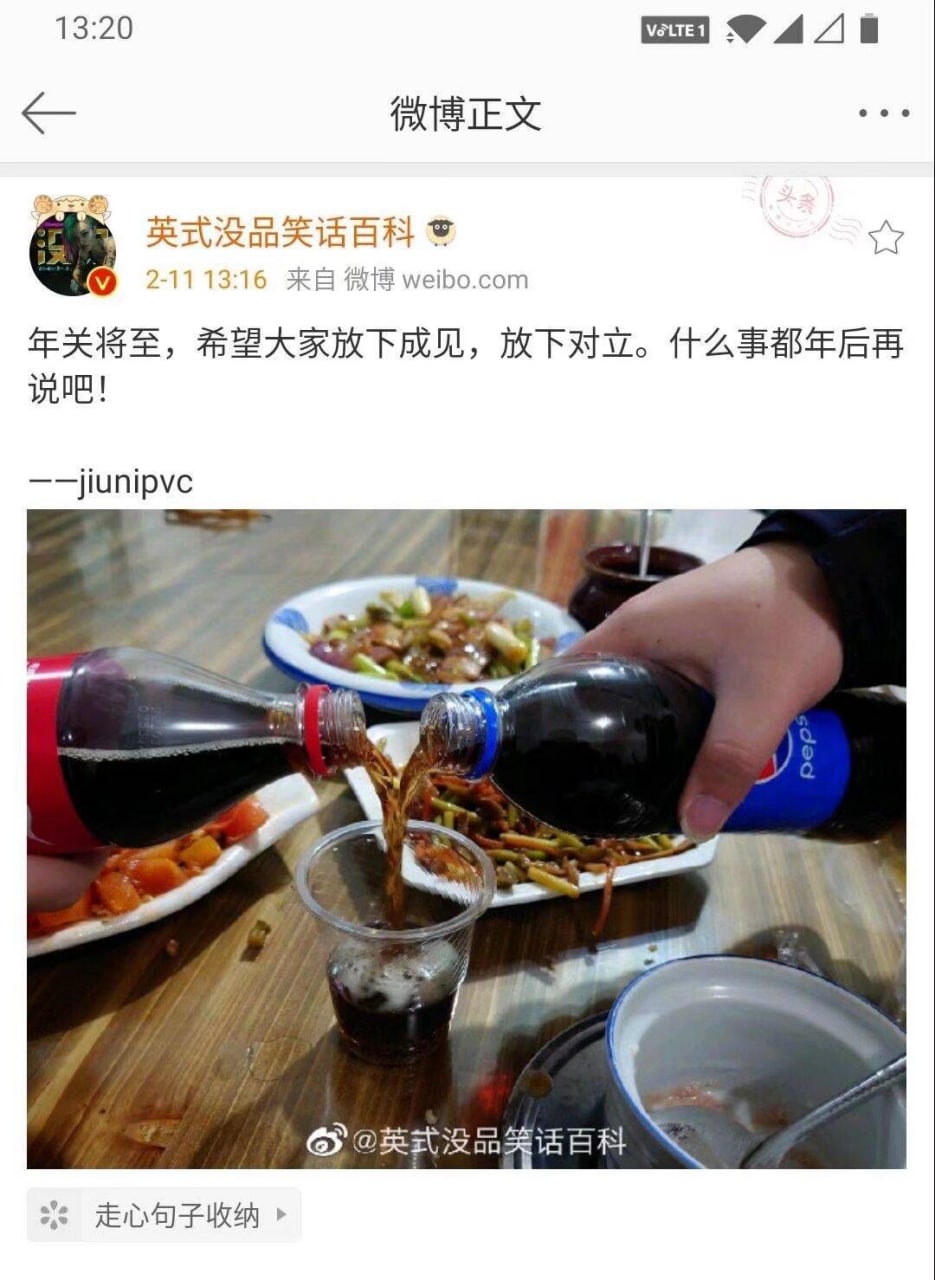 13:20
VoLTE 1
微博正文
头条
英式没品笑话百科
2-11 13:16 来自 微博 weibo.com
年关将至，希望大家放下成见，放下对立。什么事都年后再
说吧！
——jiunipvc
pepsi
@英式没品笑话百科
走心句子收纳